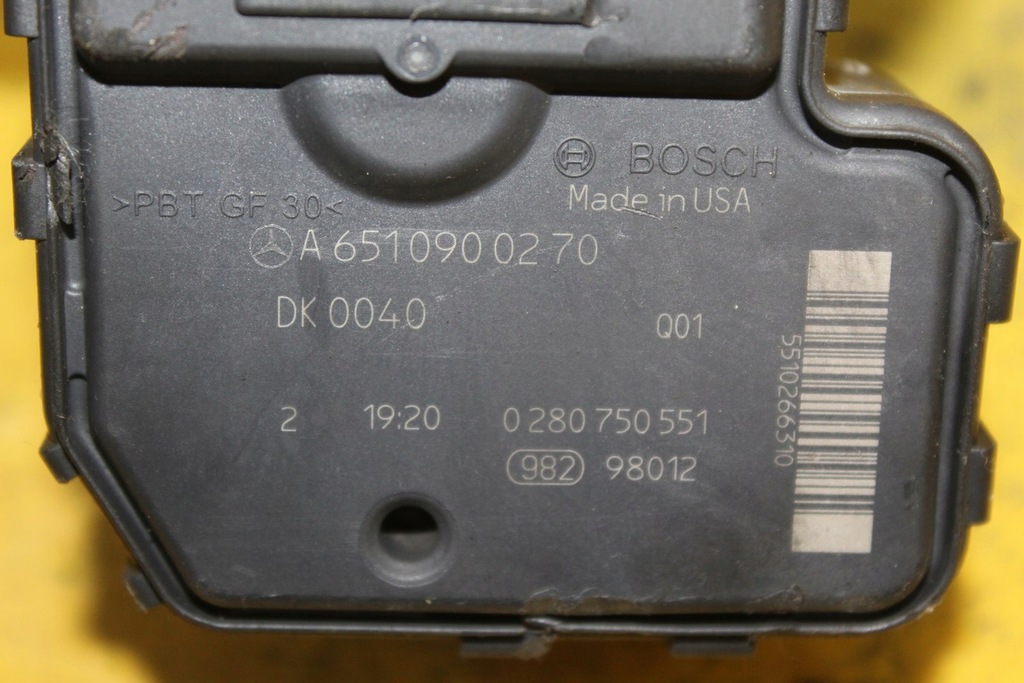 BOSCH
Made in USA
>PBT GF 30<
A 651 090 02 70
DK 0040
Q01
2 19:20 0 280 750 551
982 98012
5510266310